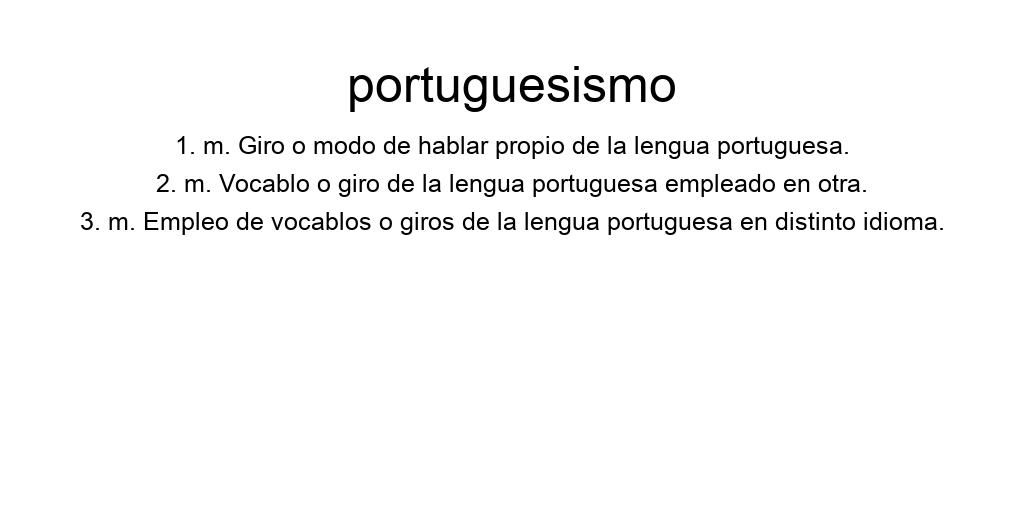 portuguesismo
1. m. Giro o modo de hablar propio de la lengua portuguesa.
2. m. Vocablo o giro de la lengua portuguesa empleado en otra.
3. m. Empleo de vocablos o giros de la lengua portuguesa en distinto idioma.